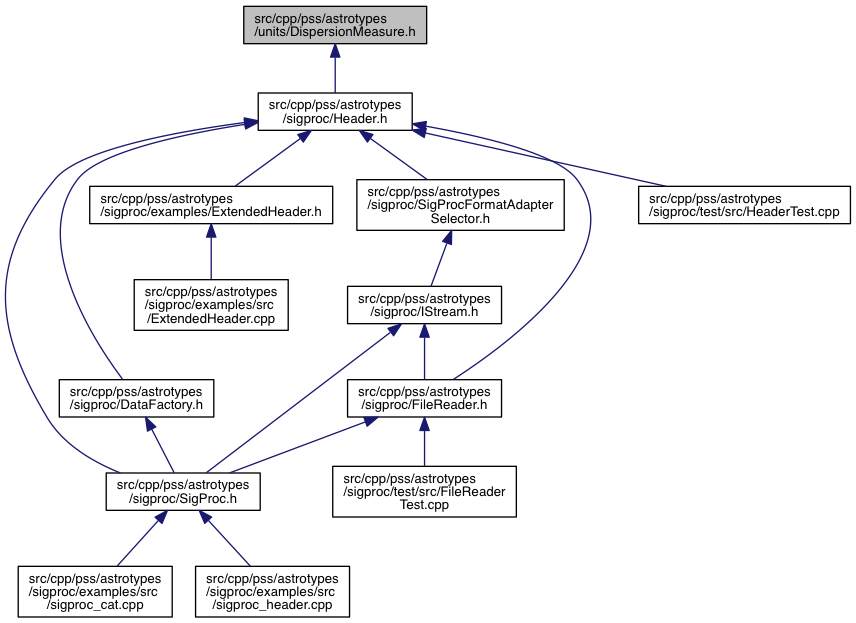 src/cpp/pss/astrotypes
/units/DispersionMeasure.h
src/cpp/pss/astrotypes
/sigproc/Header.h
src/cpp/pss/astrotypes
/sigproc/examples/ExtendedHeader.h
src/cpp/pss/astrotypes
/sigproc/SigProcFormatAdapter
Selector.h
src/cpp/pss/astrotypes
/sigproc/test/src/HeaderTest.cpp
src/cpp/pss/astrotypes
/sigproc/examples/src
/ExtendedHeader.cpp
src/cpp/pss/astrotypes
/sigproc/IStream.h
src/cpp/pss/astrotypes
/sigproc/DataFactory.h
src/cpp/pss/astrotypes
/sigproc/FileReader.h
src/cpp/pss/astrotypes
/sigproc/SigProc.h
src/cpp/pss/astrotypes
/sigproc/test/src/FileReader
Test.cpp
src/cpp/pss/astrotypes
/sigproc/examples/src
/sigproc_cat.cpp
src/cpp/pss/astrotypes
/sigproc/examples/src
/sigproc_header.cpp